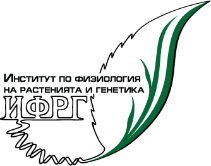 Институт по физиология
на растенията и генетика
ИФРГ